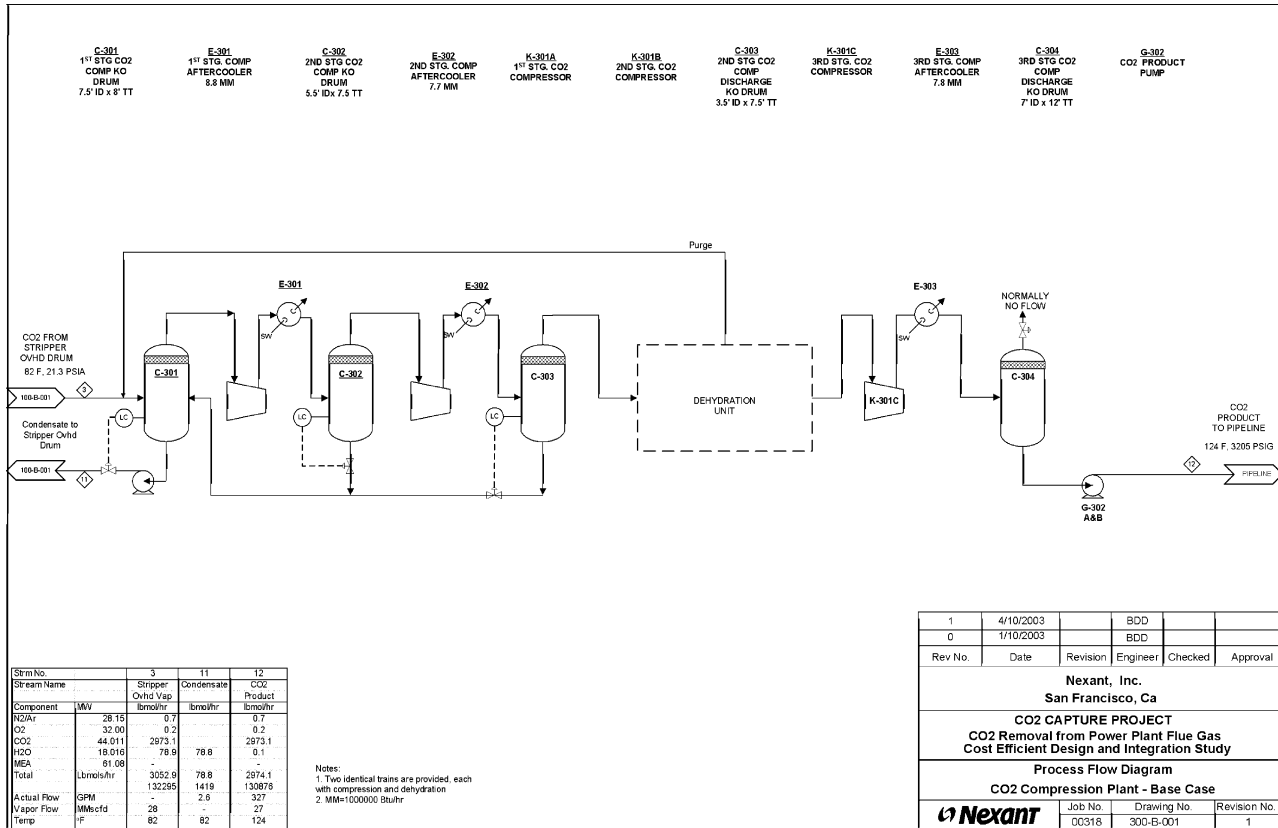 C-301
1ST STG CO2
COMP KO
DRUM
7.5' ID x 8' TT
E-301
1ST STG. COMP
AFTERCOOLER
8.8 MM
C-302
2ND STG CO2
COMP KO
DRUM
5.5' IDx 7.5 TT
E-302
2ND STG. COMP
AFTERCOOLER
7.7 MM
K-301A
1ST STG. CO2
COMPRESSOR
K-301B
2ND STG. CO2
COMPRESSOR
C-303
2ND STG CO2
COMP
DISCHARGE
KO DRUM
3.5' ID x 7.5' TT
K-301C
3RD STG. CO2
COMPRESSOR
E-303
3RD STG. COMP
AFTERCOOLER
7.8 MM
C-304
3RD STG CO2
COMP
DISCHARGE
KO DRUM
7' ID x 12' TT
G-302
CO2 PRODUCT
PUMP
Purge
E-301
E-302
E-303
NORMALLY
NO FLOW
SW
SW
SW
CO2 FROM
STRIPPER
OVHD DRUM
82 F, 21.3 PSIA
C-301
C-302
C-303
C-304
100-B-001
3
LC
LC
LC
DEHYDRATION
UNIT
K-301C
Condensate to
Stripper Ovhd
Drum
100-B-001
11
CO2
PRODUCT
TO PIPELINE
124 F, 3205 PSIG
12
PIPELINE
G-302
A&B
Strm No. 3 11 12
Stream Name Stripper Condensate CO2
Ovhd Vap Product
Component MW lbmol/hr lbmol/hr lbmol/hr
N2/Ar 28.15 0.7 0.7
O2 32.00 0.2 0.2
CO2 44.011 2973.1 2973.1
H2O 18.016 78.9 78.8 0.1
MEA 61.08 - -
Total Lbmols/hr 3052.9 78.8 2974.1
132295 1419 130876
Actual Flow GPM - 2.6 327
Vapor Flow MMscfd 28 - 27
Temp °F 82 82 124
Notes:
1. Two identical trains are provided, each
with compression and dehydration
2. MM=1000000 Btu/hr
1 4/10/2003 BDD
0 1/10/2003 BDD
Rev No. Date Revision Engineer Checked Approval
Nexant, Inc.
San Francisco, Ca
CO2 CAPTURE PROJECT
CO2 Removal from Power Plant Flue Gas
Cost Efficient Design and Integration Study
Process Flow Diagram
CO2 Compression Plant - Base Case
Nexant
Job No. Drawing No. Revision No.
00318 300-B-001 1